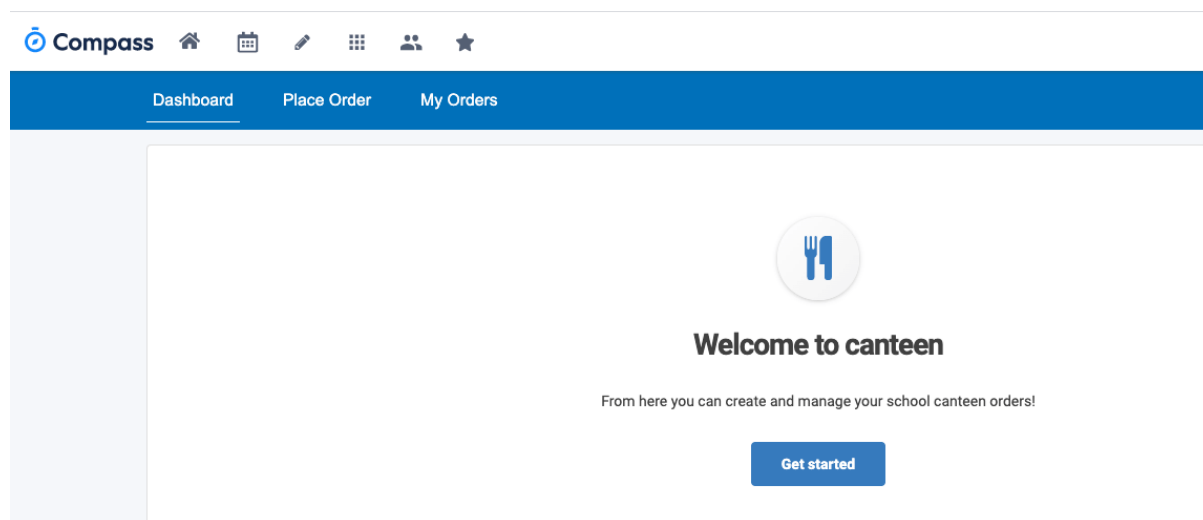 Compass
Dashboard Place Order My Orders
Welcome to canteen
From here you can create and manage your school canteen orders!
Get started